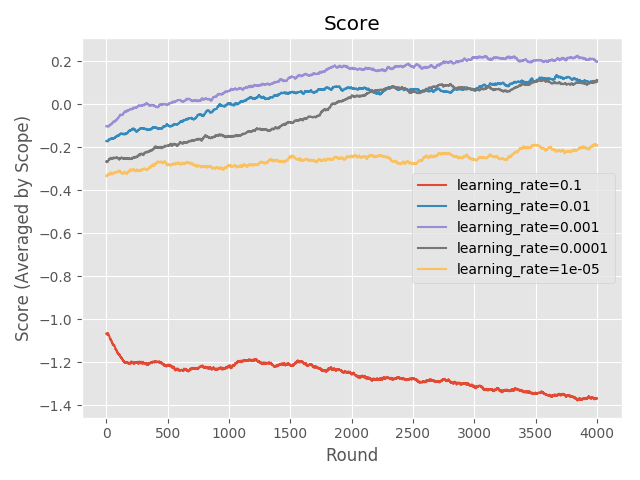 Score
Score (Averaged by Scope)
0.2
0.0
−0.2
−0.4
−0.6
−0.8
−1.0
−1.2
−1.4
learning_rate=0.1
learning_rate=0.01
learning_rate=0.001
learning_rate=0.0001
learning_rate=1e-05
0 500 1000 1500 2000 2500 3000 3500 4000
Round